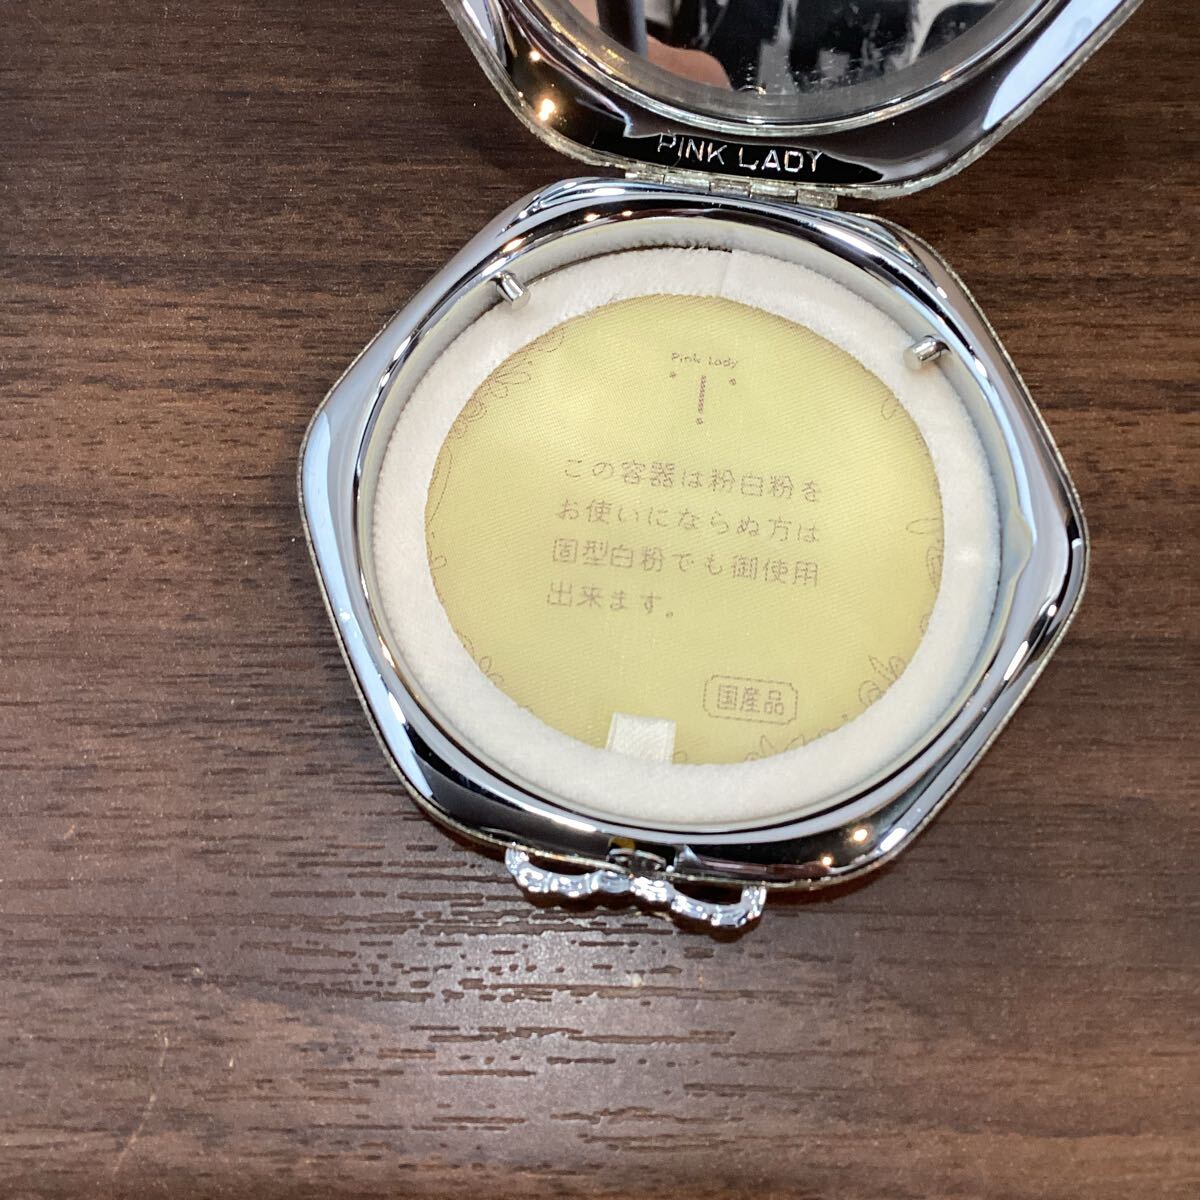 PINK LADY
Pink Lady
この容器は粉白粉を
お使いにならぬ方は
固型白粉でも御使用
出来ます。
国産品